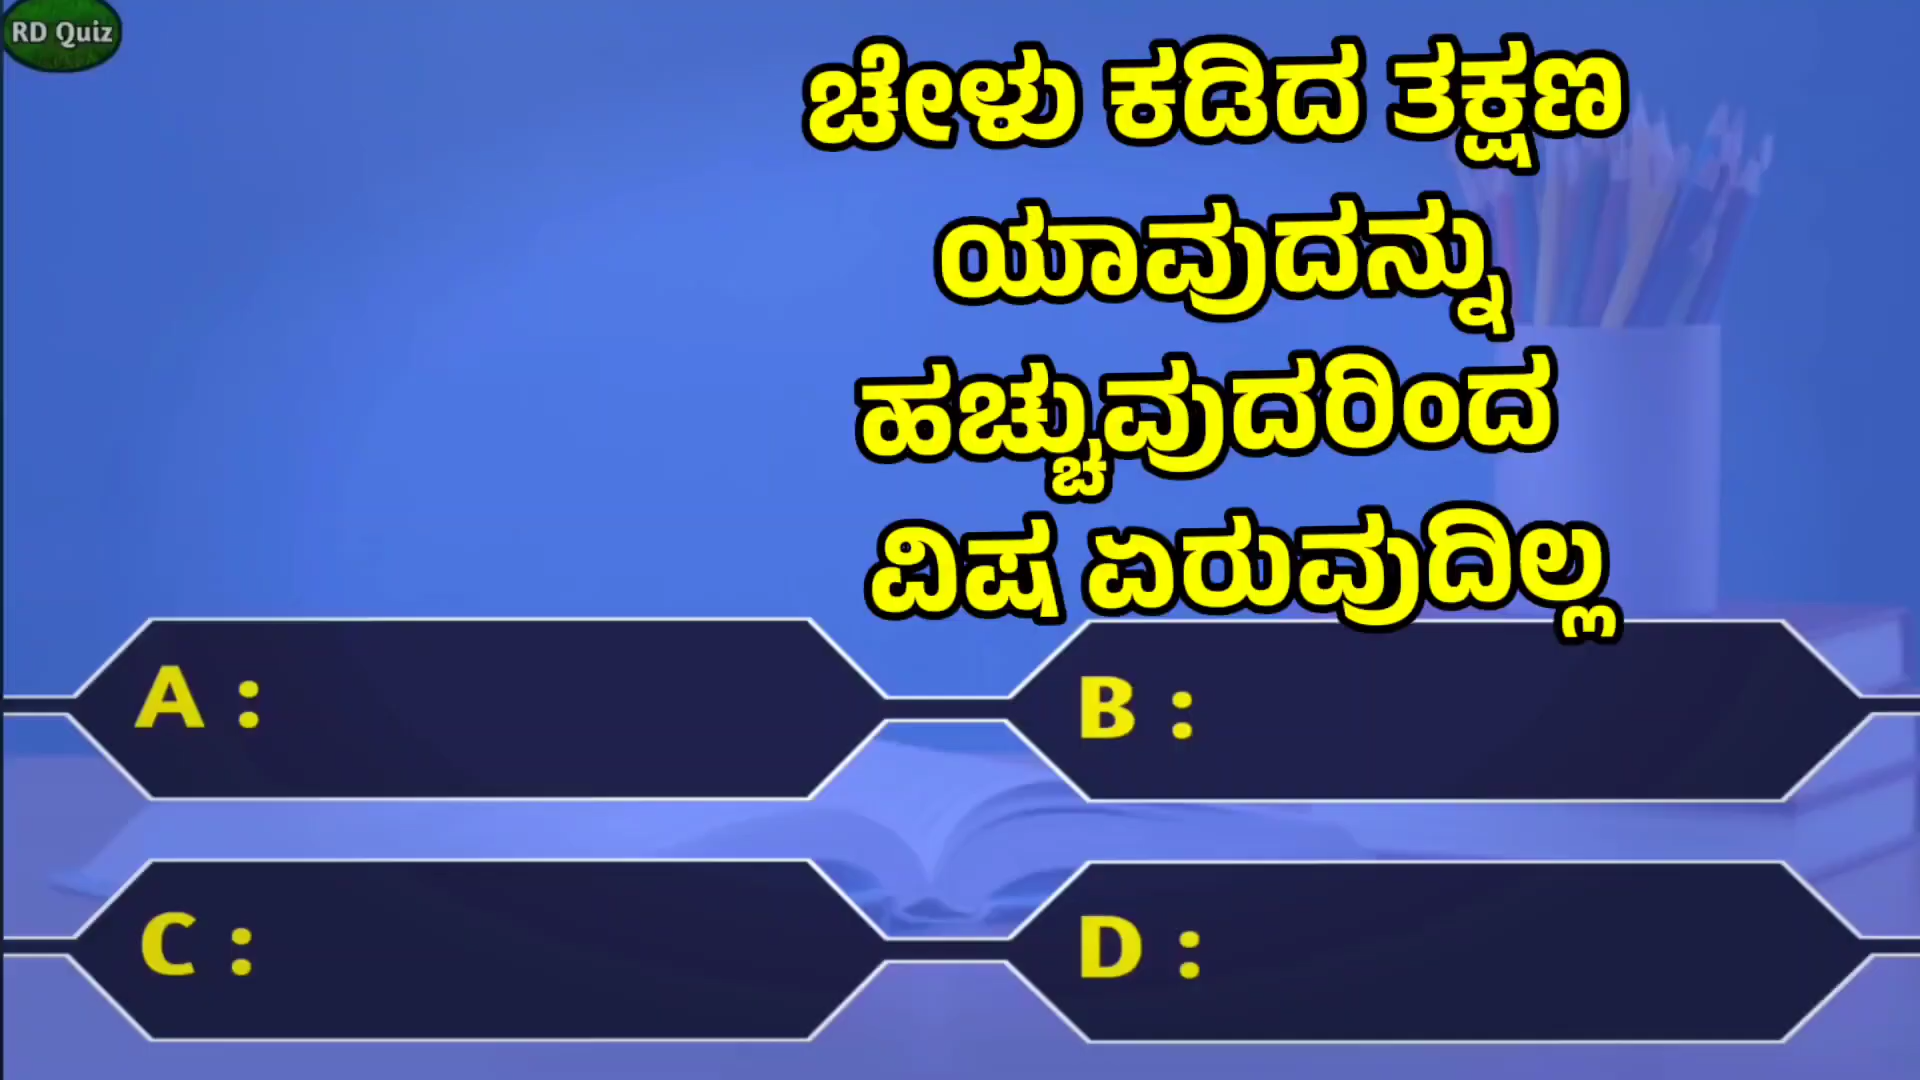 RD Quiz
ಚೇಳು ಕಡಿದ ತಕ್ಷಣ
ಯಾವುದನ್ನು
ಹಚ್ಚುವುದರಿಂದ
ವಿಷ ಏರುವುದಿಲ್ಲ
A :
B :
C :
D :